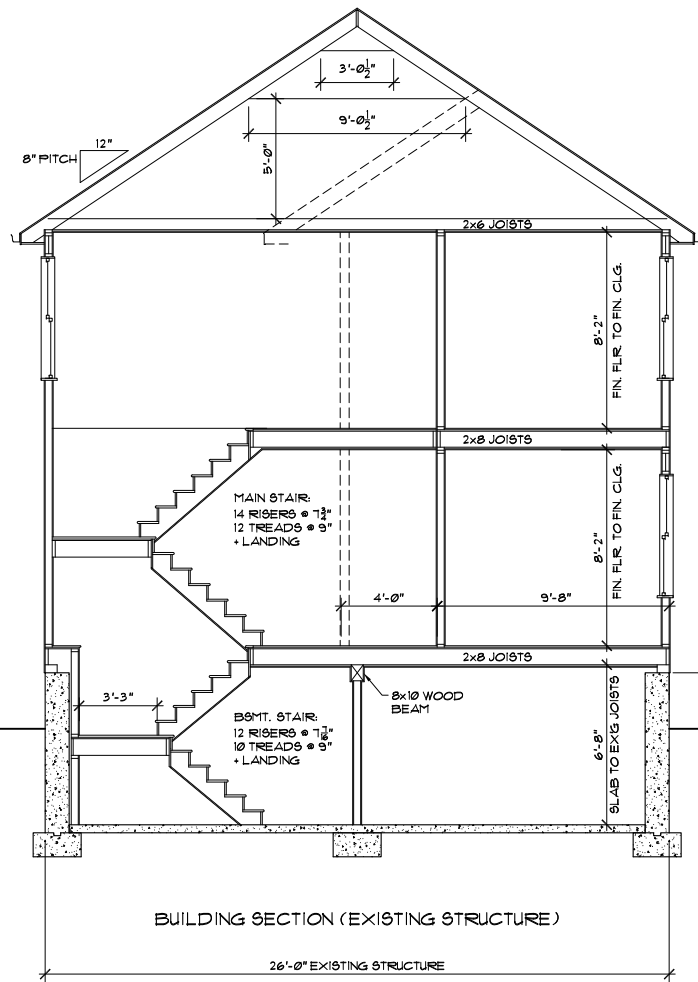 3'-0½"
9'-0½"
12"
8" PITCH
5'-0"
2x6 JOISTS
8'-2"
FIN. FLR. TO FIN. CLG.
2x8 JOISTS
MAIN STAIR:
14 RISERS @ 7¾"
12 TREADS @ 9"
+ LANDING
8'-2"
FIN. FLR. TO FIN. CLG.
4'-0"
9'-8"
2x8 JOISTS
3'-3"
8x10 WOOD
BEAM
BSMT. STAIR:
12 RISERS @
10 TREADS @ 9"
+ LANDING
6'-8"
SLAB TO EX'G JOISTS
BUILDING SECTION (EXISTING STRUCTURE)
26'-0" EXISTING STRUCTURE